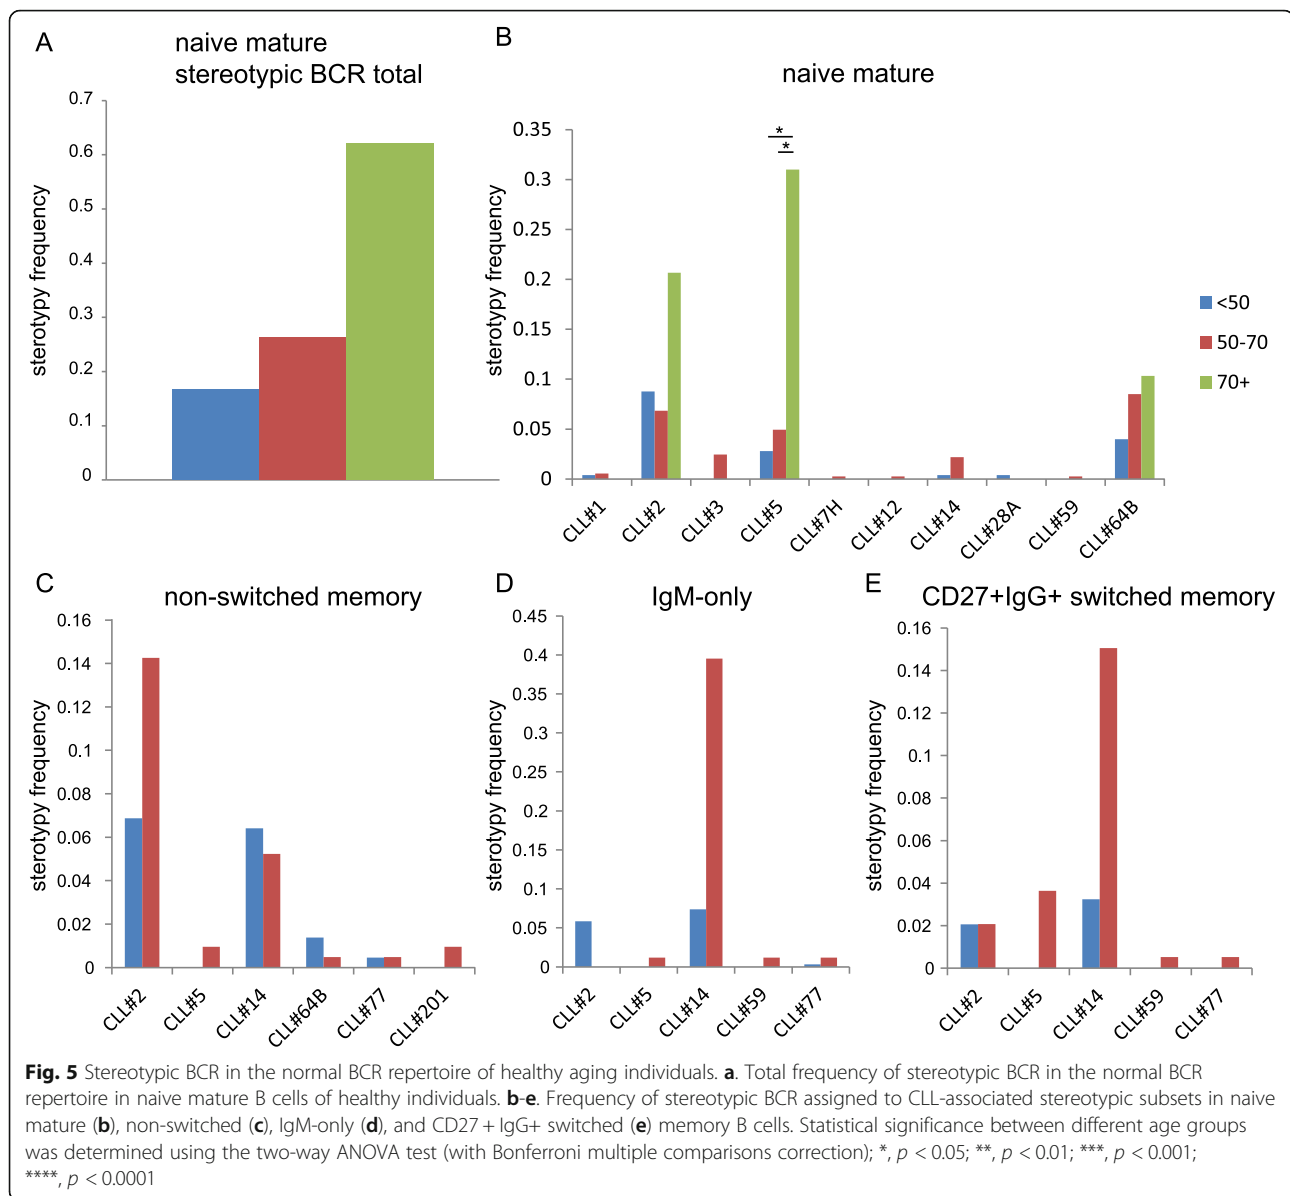 A
naive mature
stereotypic BCR total
sterotypy frequency
0.7
0.6
0.5
0.4
0.3
0.2
0.1
0
B
naive mature
sterotypy frequency
0.35
0.3
0.25
0.2
0.15
0.1
0.05
0
*
*
CLL#1
CLL#2
CLL#3
CLL#5
CLL#7H
CLL#12
CLL#14
CLL#28A
CLL#59
CLL#64B
<50
50-70
70+
C
non-switched memory
sterotypy frequency
0.16
0.14
0.12
0.1
0.08
0.06
0.04
0.02
0
CLL#2
CLL#5
CLL#14
CLL#64B
CLL#77
CLL#201
D
IgM-only
sterotypy frequency
0.45
0.4
0.35
0.3
0.25
0.2
0.15
0.1
0.05
0
CLL#2
CLL#5
CLL#14
CLL#59
CLL#77
E
CD27+IgG+ switched memory
sterotypy frequency
0.16
0.14
0.12
0.1
0.08
0.06
0.04
0.02
0
CLL#2
CLL#5
CLL#14
CLL#59
CLL#77
Fig. 5 Stereotypic BCR in the normal BCR repertoire of healthy aging individuals. a. Total frequency of stereotypic BCR in the normal BCR
repertoire in naive mature B cells of healthy individuals. b-e. Frequency of stereotypic BCR assigned to CLL-associated stereotypic subsets in naive
mature (b), non-switched (c), IgM-only (d), and CD27 + IgG+ switched (e) memory B cells. Statistical significance between different age groups
was determined using the two-way ANOVA test (with Bonferroni multiple comparisons correction); *, p < 0.05; **, p < 0.01; ***, p < 0.001;
****, p < 0.0001